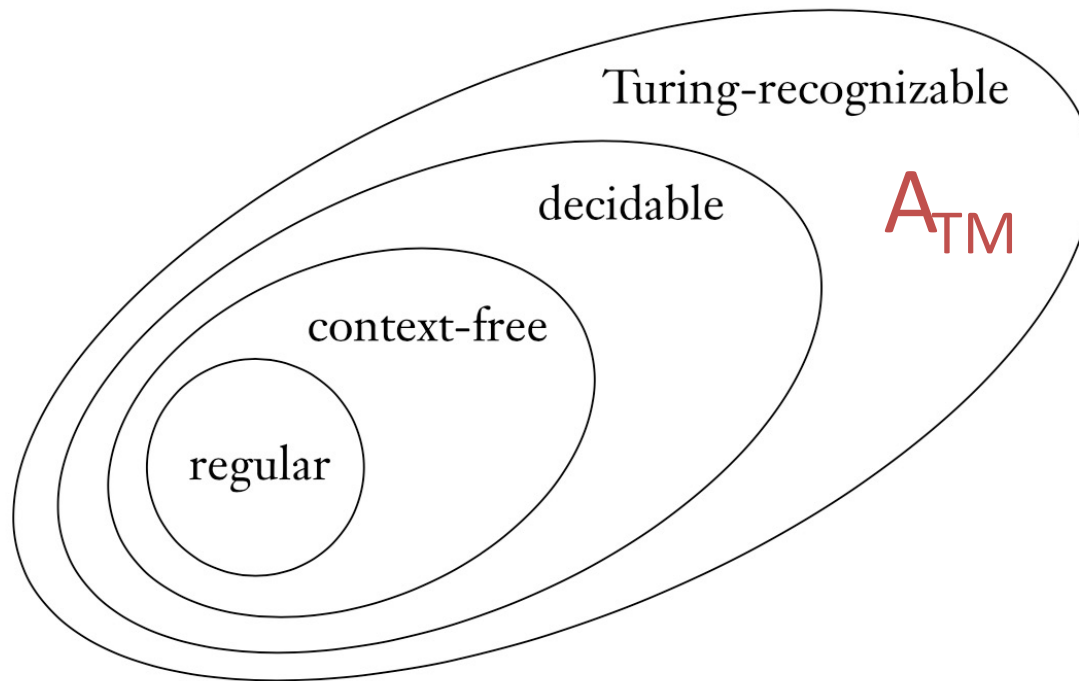 Turing-recognizable
decidable
A_TM
context-free
regular